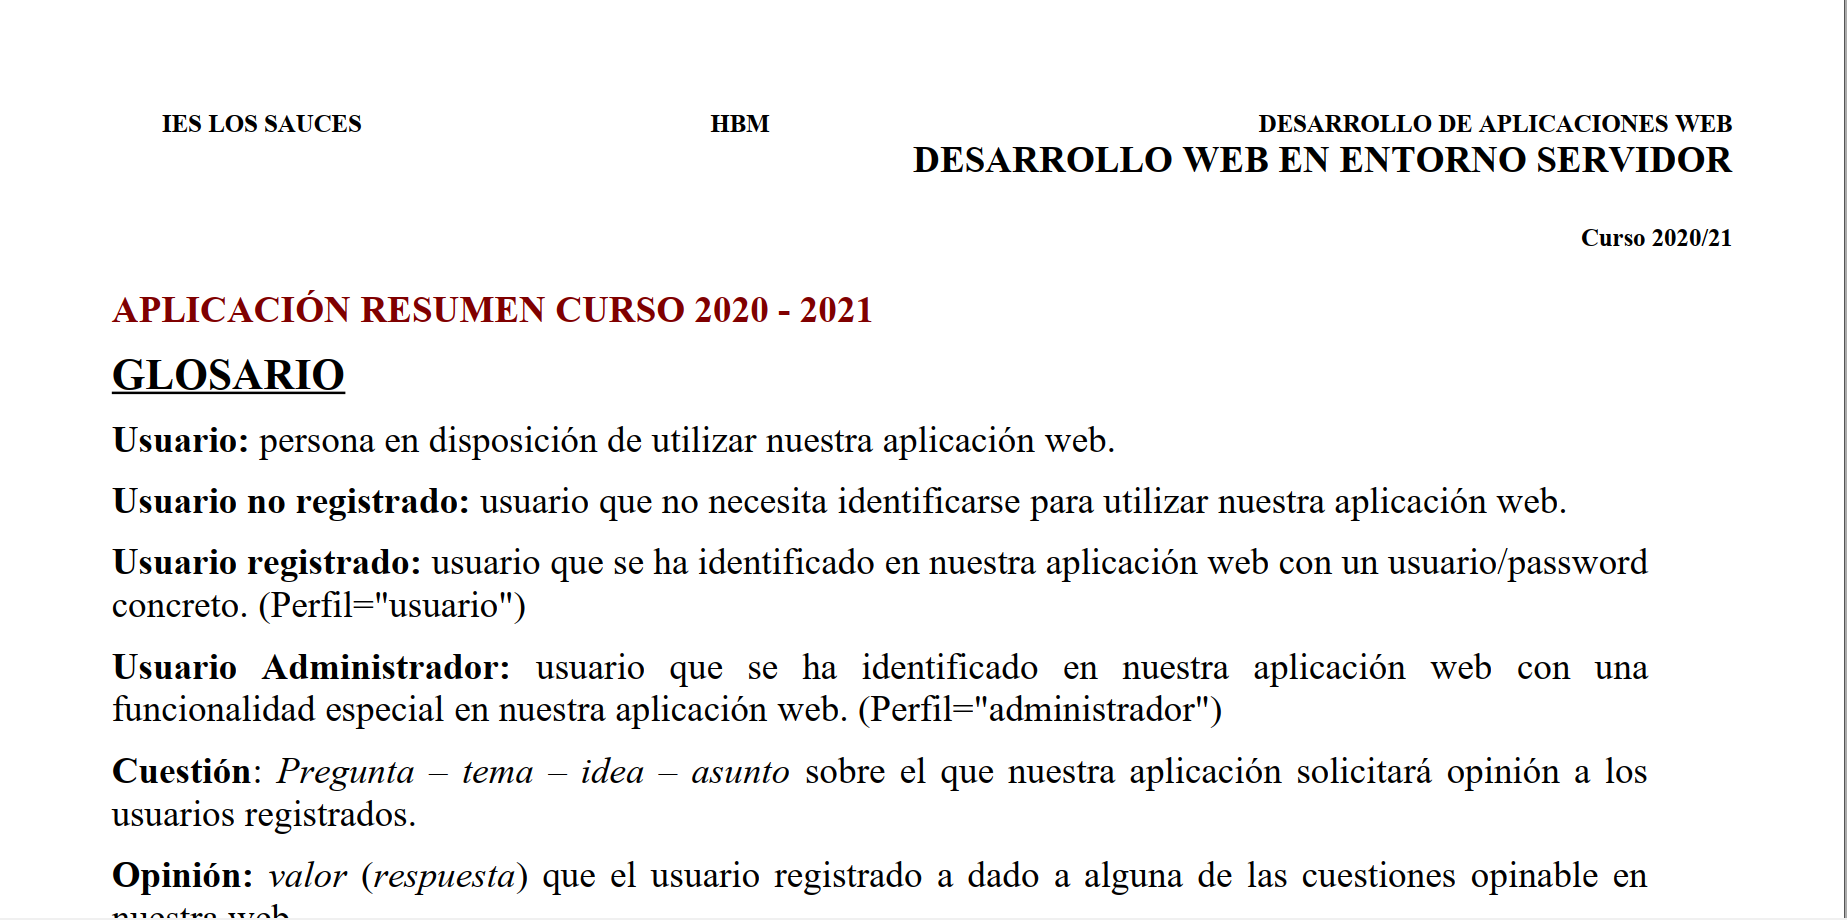 IES LOS SAUCES HBM DESARROLLO DE APLICACIONES WEB
DESARROLLO WEB EN ENTORNO SERVIDOR
Curso 2020/21
APLICACIÓN RESUMEN CURSO 2020 - 2021
GLOSARIO
Usuario: persona en disposición de utilizar nuestra aplicación web.
Usuario no registrado: usuario que no necesita identificarse para utilizar nuestra aplicación web.
Usuario registrado: usuario que se ha identificado en nuestra aplicación web con un usuario/password
concreto. (Perfil="usuario")
Usuario Administrador: usuario que se ha identificado en nuestra aplicación web con una
funcionalidad especial en nuestra aplicación web. (Perfil="administrador")
Cuestión: Pregunta – tema – idea – asunto sobre el que nuestra aplicación solicitará opinión a los
usuarios registrados.
Opinión: valor (respuesta) que el usuario registrado a dado a alguna de las cuestiones opinable en
nuestra web